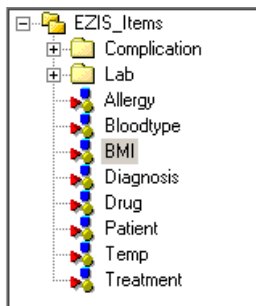 EZIS_Items
Complication
Lab
Allergy
Bloodtype
BMI
Diagnosis
Drug
Patient
Temp
Treatment